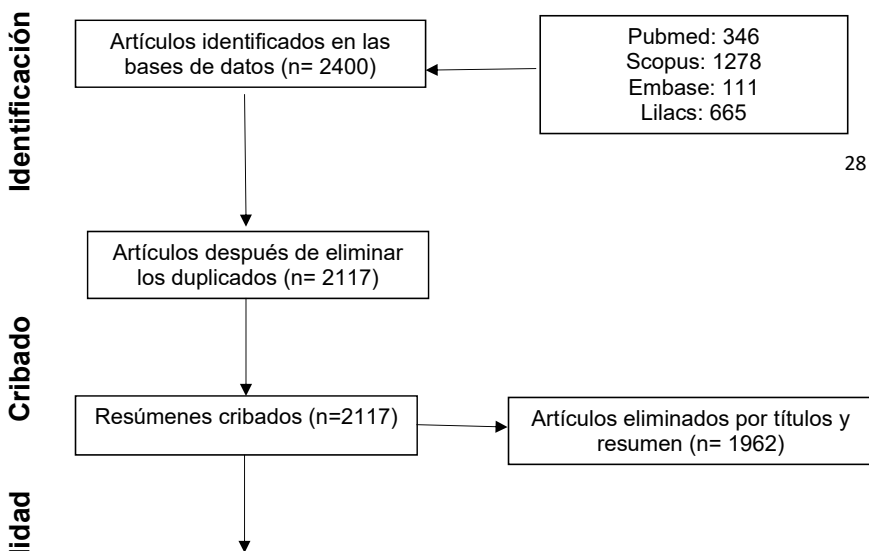 Identificación
Artículos identificados en las
bases de datos (n= 2400)
Pubmed: 346
Scopus: 1278
Embase: 111
Lilacs: 665
28
Artículos después de eliminar
los duplicados (n= 2117)
Cribado
Resúmenes cribados (n=2117)
Artículos eliminados por títulos y
resumen (n= 1962)
lidad